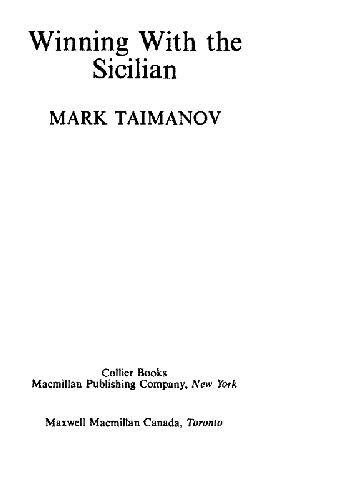 Winning With the
Sicilian
MARK TAIMANOV
Collier Books
Macmillan Publishing Company, New York
Maxwell Macmillan Canada, Toronto